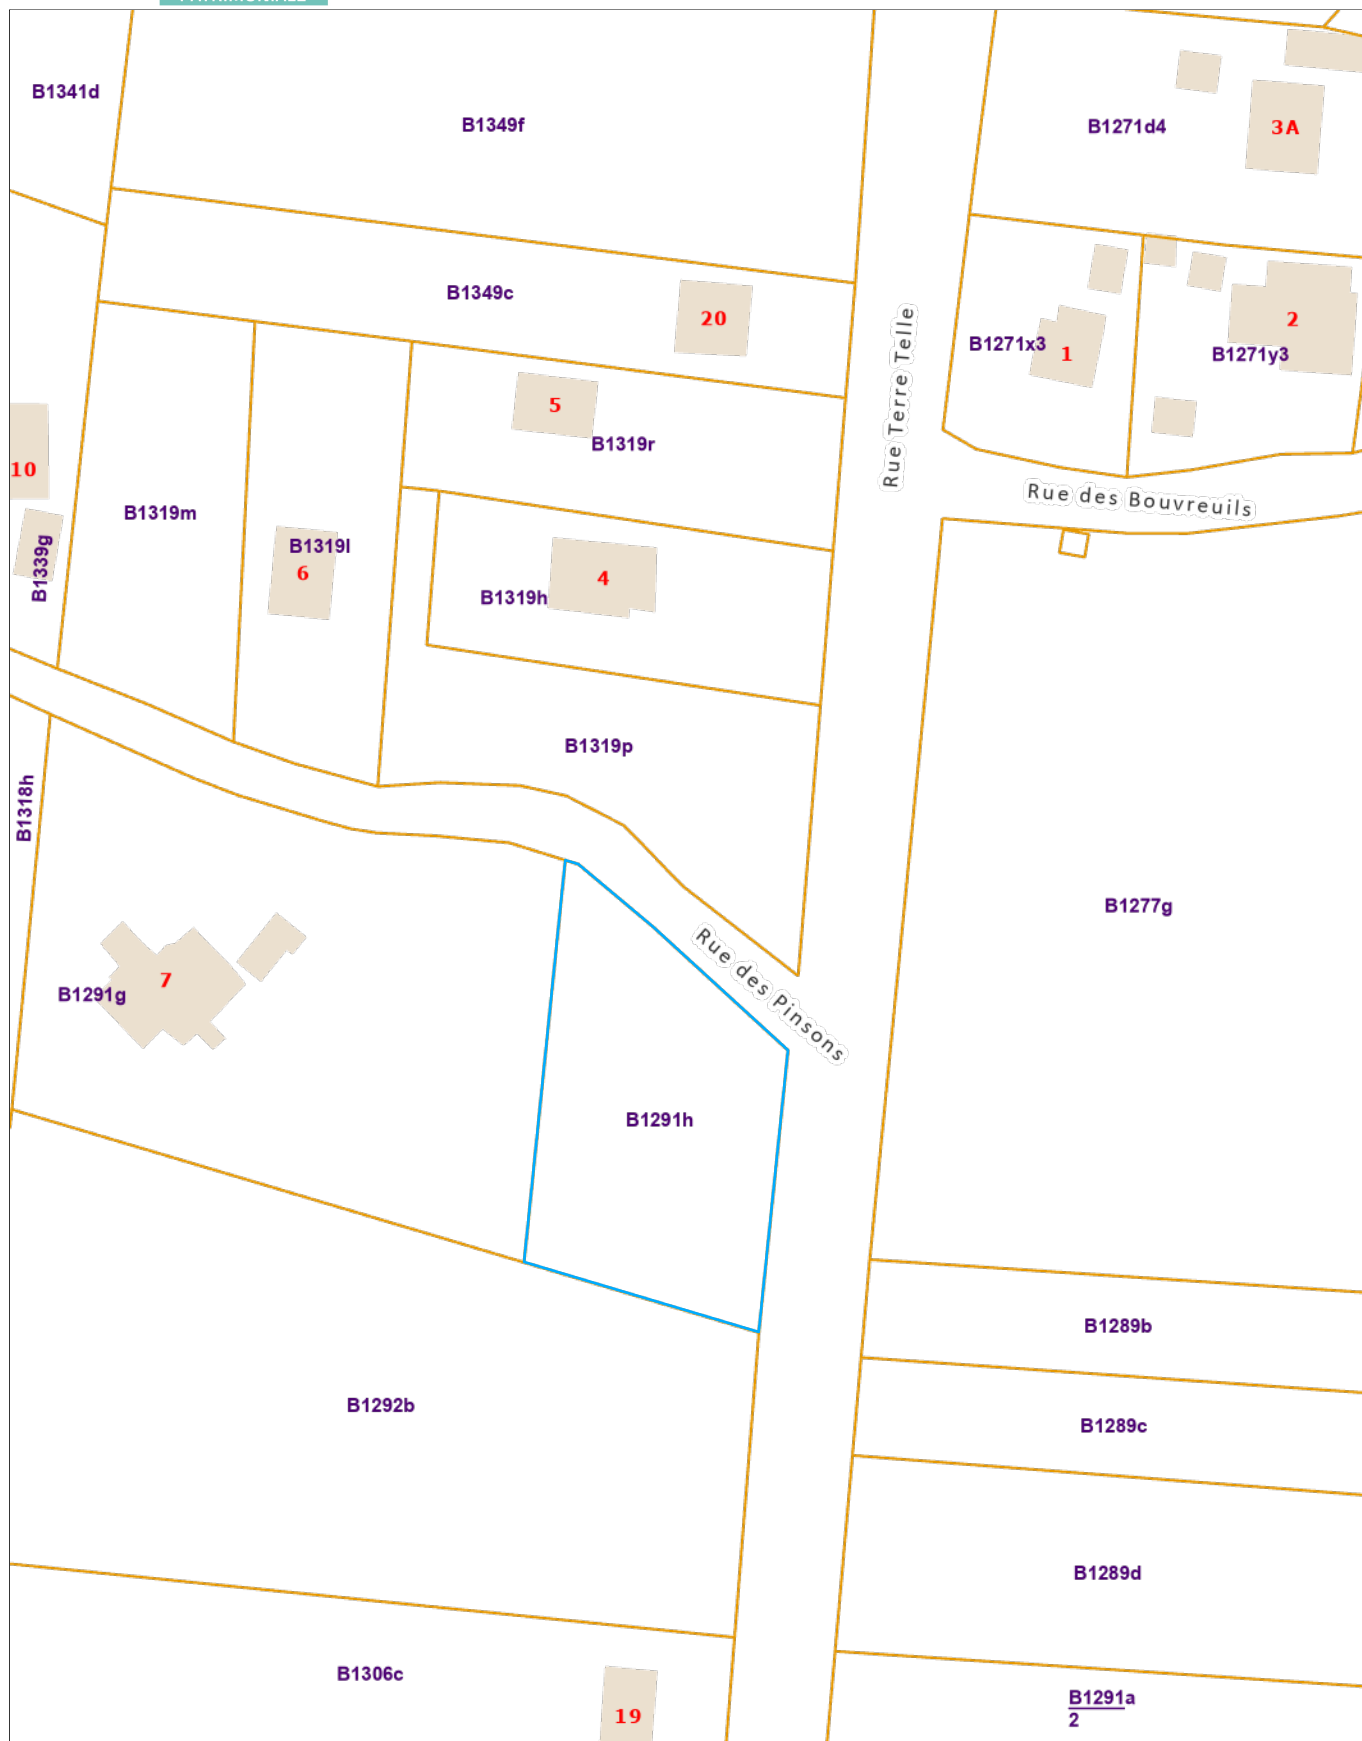 B1341d
B1349f
B1271d4
3A
B1349c
20
Rue Terre Telle
B1271x3
1
2
B1271y3
5
B1319r
10
B1319m
B1319l
6
B1339g
4
B1319h
Rue des Bouvreuils
B1319p
B1318h
B1277g
7
B1291g
Rue des Pinsons
B1291h
B1289b
B1292b
B1289c
B1289d
B1306c
19
B1291a
2